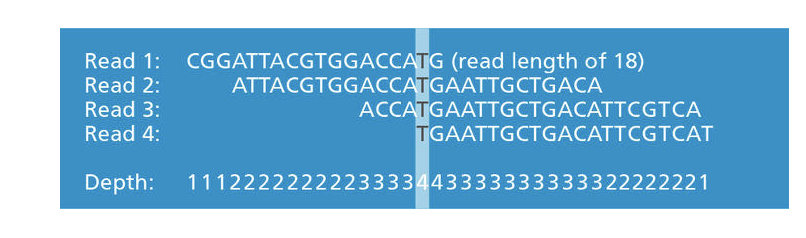 Read 1: CGGATTACGTGGACCATG (read length of 18)
Read 2: ATTACGTGGACCATGAATTGCTGACA
Read 3: ACCATGAATTGCTGACATTCGTCA
Read 4: TGAATTGCTGACATTCGTCAT
Depth: 1112222222223333443333333333322222221